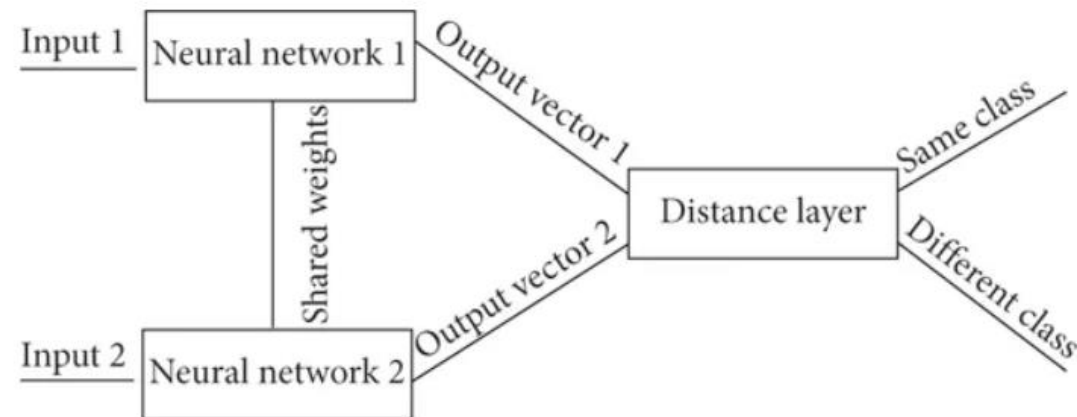 Input 1
Neural network 1
Output vector 1
Shared weights
Distance layer
Same class
Different class
Input 2
Neural network 2
Output vector 2